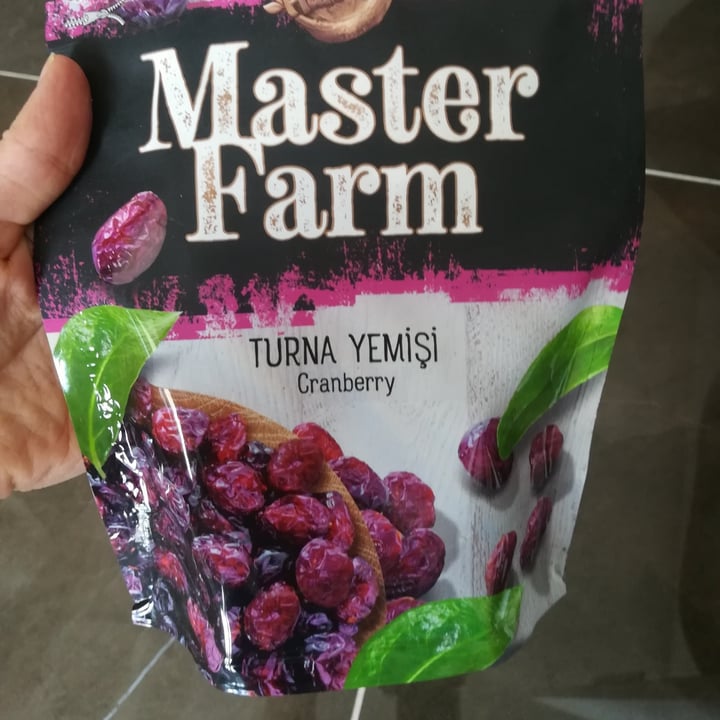 Master
Farm
TURNA YEMİŞİ
Cranberry